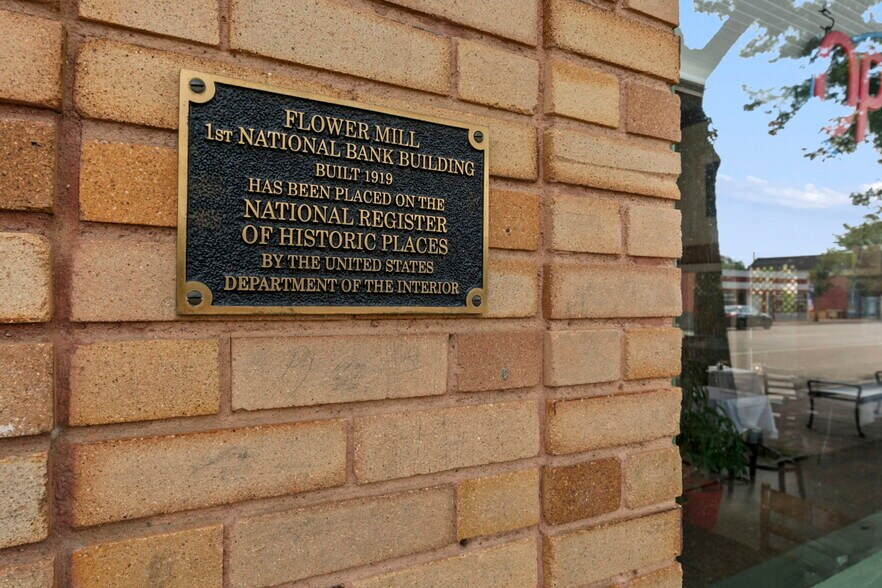 FLOWER MILL
1ST NATIONAL BANK BUILDING
BUILT 1919
HAS BEEN PLACED ON THE
NATIONAL REGISTER
OF HISTORIC PLACES
BY THE UNITED STATES
DEPARTMENT OF THE INTERIOR